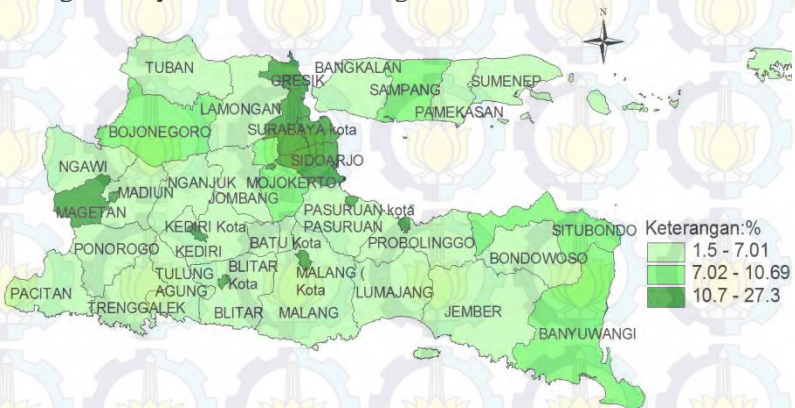 N
TUBAN
BANGKALAN
GRESIK
SAMPANG
SUMENEP
LAMONGAN
PAMEKASAN
BOJONEGORO
SURABAYA kota
SIDOARJO
NGAWI
NGANJUK
MOJOKERTO
MADIUN
JOMBANG
MAGETAN
PASURUAN kota
KEDIRI Kota
PASURUAN
SITUBONDO
PONOROGO
KEDIRI
BATU Kota
PROBOLINGGO
BONDOWOSO
TULUNG
AGUNG
BLITAR
Kota
MALANG (
Kota
LUMAJANG
PACITAN
TRENGGALEK
BLITAR
MALANG
JEMBER
BANYUWANGI
Keterangan:%
1.5 - 7.01
7.02 - 10.69
10.7 - 27.3